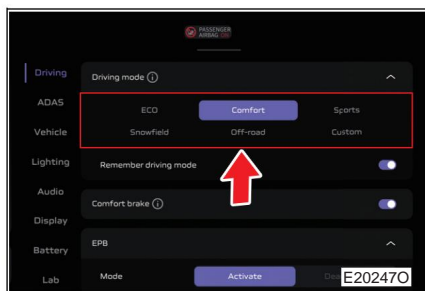 PASSENGER
AIRBAG ON
Driving
Driving mode
ADAS
ECO Comfort Sports
Vehicle
Snowfield Off-road Custom
Lighting
Remember driving mode
Audio
Comfort brake
Display
EPB
Battery
Lab
Mode Activate
E20247O